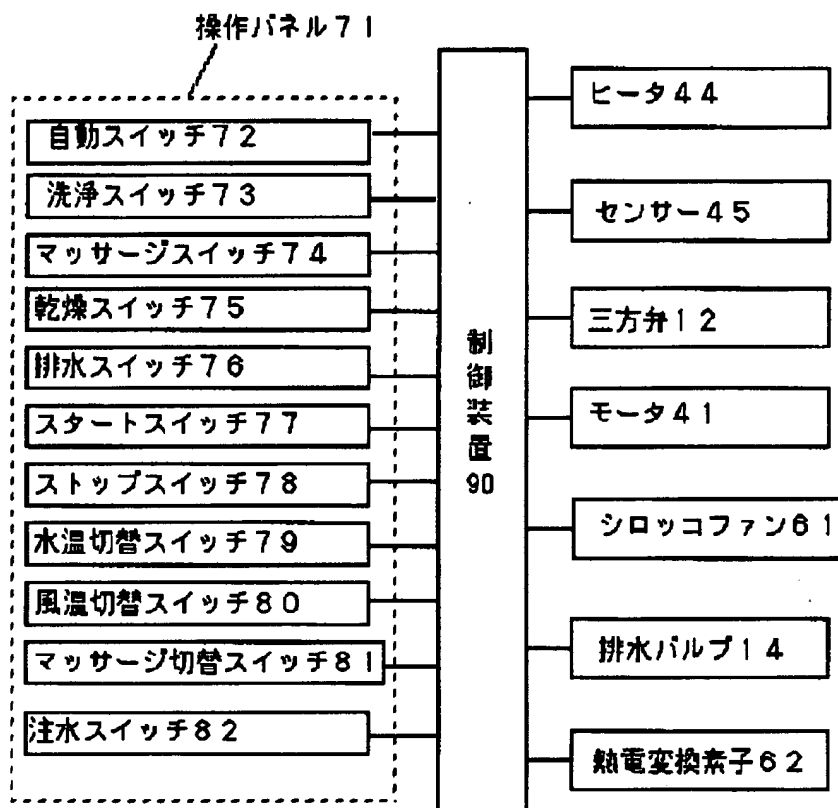 操作パネル７１
自動スイッチ７２
洗浄スイッチ７３
マッサージスイッチ７４
乾燥スイッチ７５
排水スイッチ７６
スタートスイッチ７７
ストップスイッチ７８
水温切替スイッチ７９
風温切替スイッチ８０
マッサージ切替スイッチ８１
注水スイッチ８２
制御装置90
ヒータ４４
センサー４５
三方弁１２
モータ４１
シロッコファン６１
排水バルブ１４
熱電変換素子６２